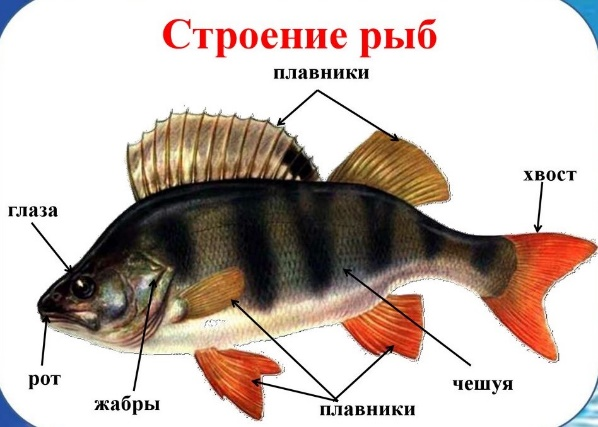 Строение рыб
плавники
хвост
глаза
рот
жабры
плавники
чешуя